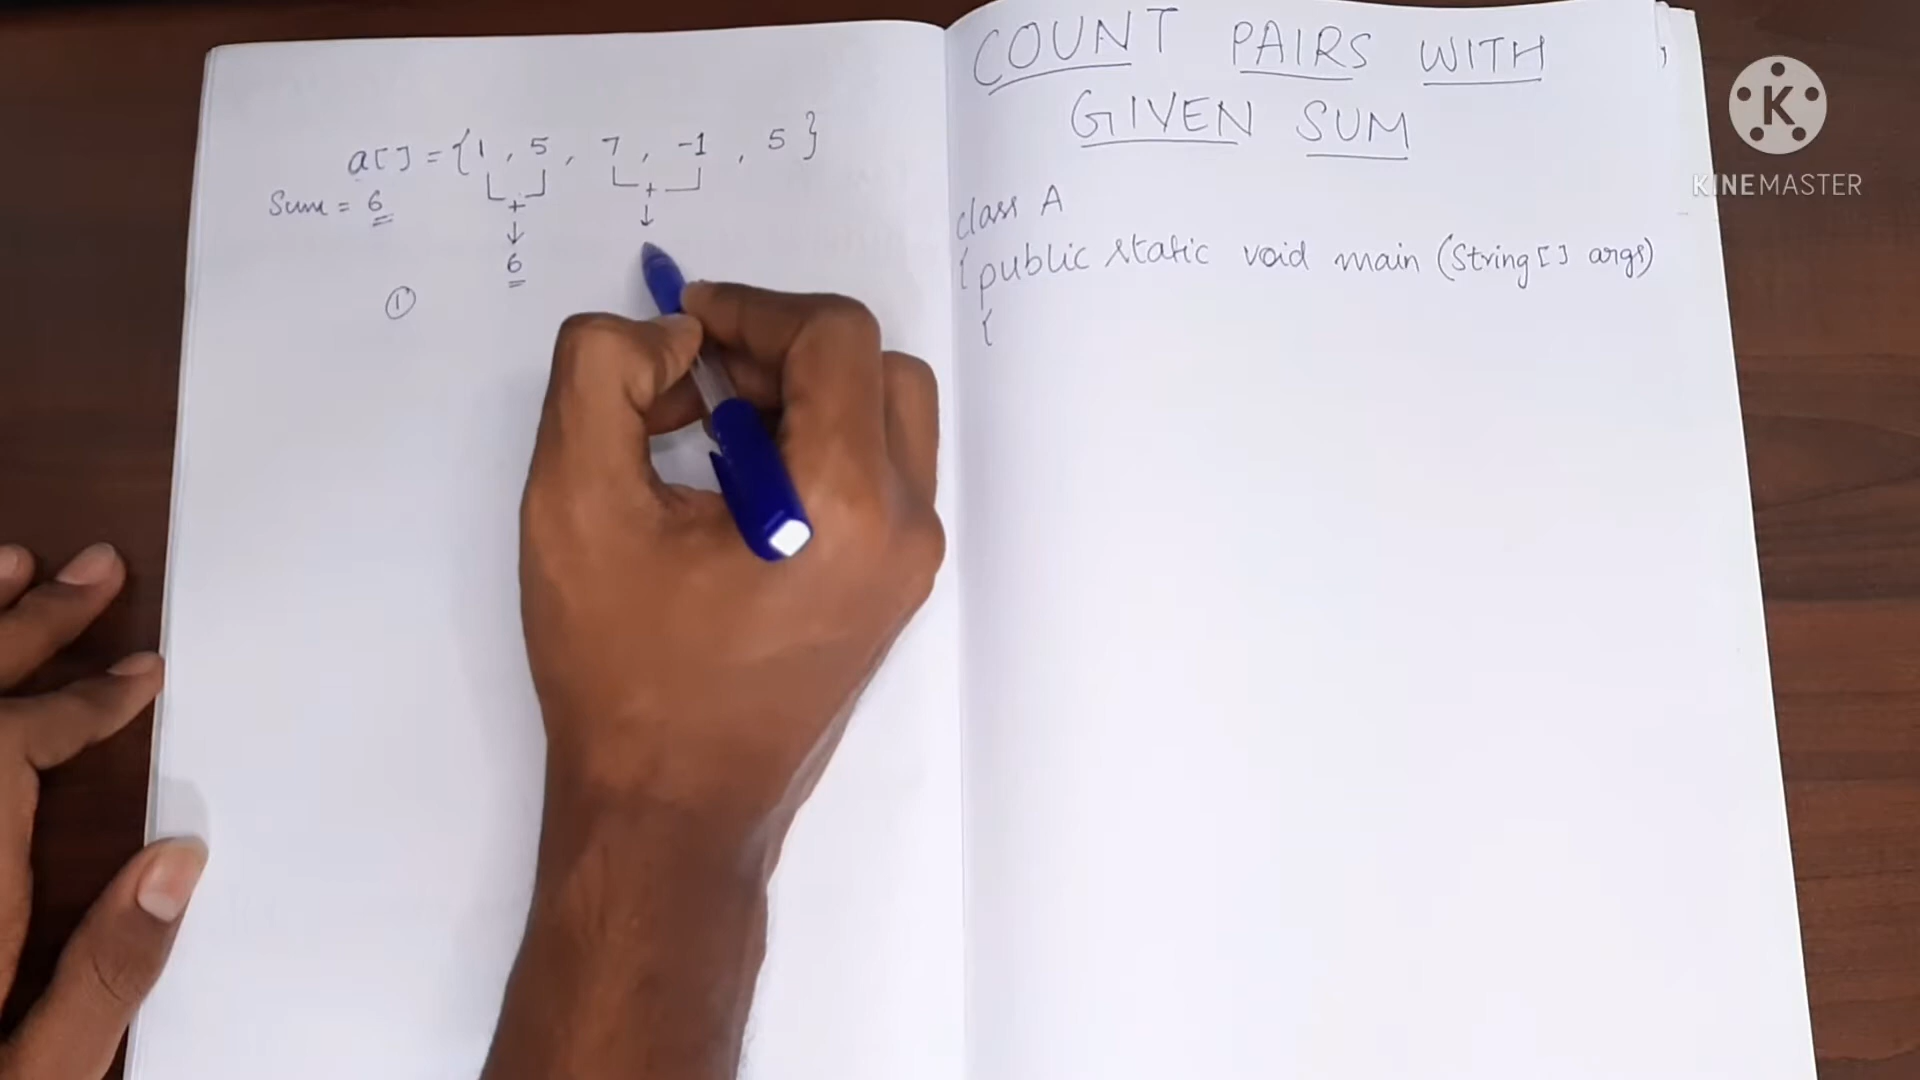 a[] = {1, 5, 7, -1, 5}
Sum = 6
+ +
↓ ↓
6
①
COUNT PAIRS WITH
GIVEN SUM
class A
{ public static void main (String[] args)
{
K
KINEMASTER